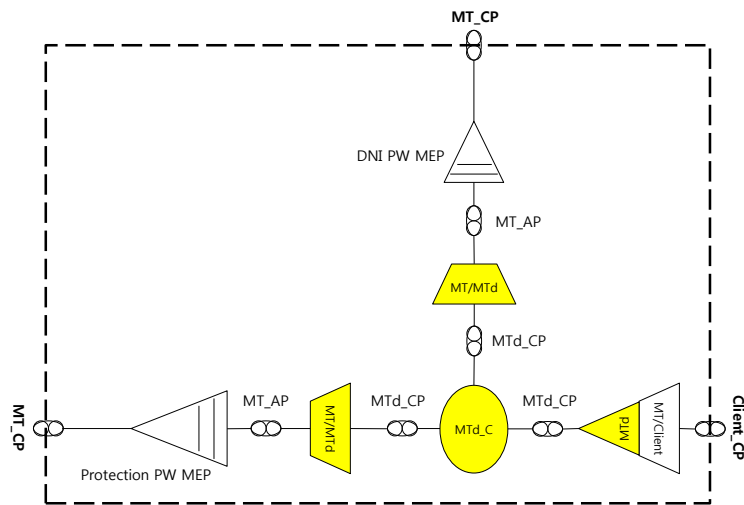 MT_CP
DNI PW MEP
MT_AP
MT/MTd
MTd_CP
MT_CP
MT_AP
MT/MTd
MTd_CP
MTd_C
MTd_CP
MTd
MT/Client
Client_CP
Protection PW MEP